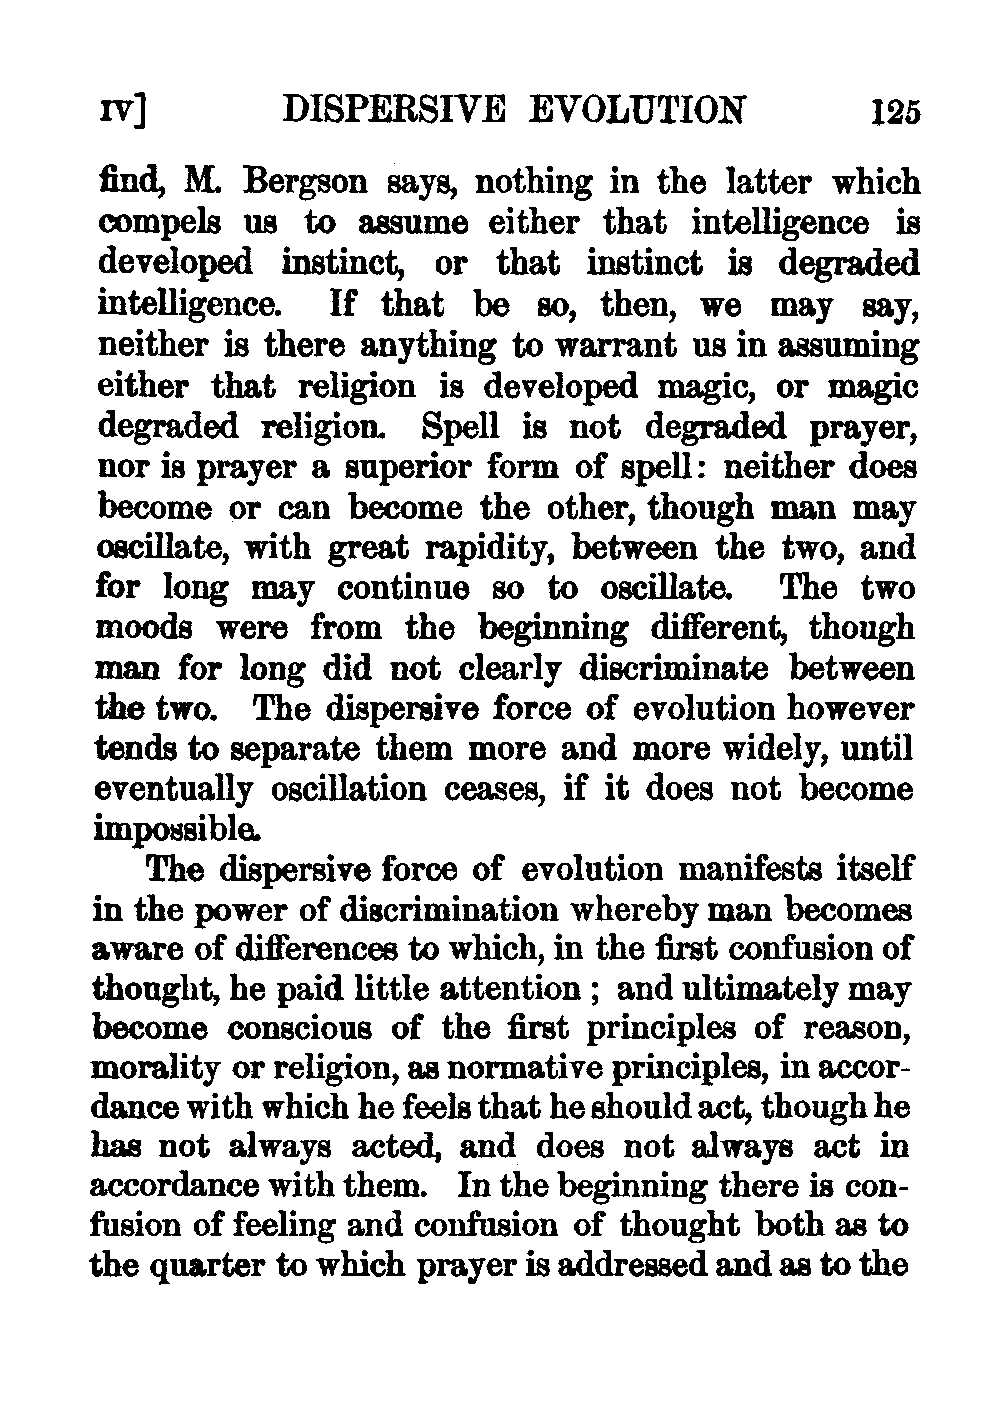 IV] DISPERSIVE EVOLUTION 125
find, M. Bergson says, nothing in the latter which
compels us to assume either that intelligence is
developed instinct, or that instinct is degraded
intelligence. If that be so, then, we may say,
neither is there anything to warrant us in assuming
either that religion is developed magic, or magic
degraded religion. Spell is not degraded prayer,
nor is prayer a superior form of spell: neither does
become or can become the other, though man may
oscillate, with great rapidity, between the two, and
for long may continue so to oscillate. The two
moods were from the beginning different, though
man for long did not clearly discriminate between
the two. The dispersive force of evolution however
tends to separate them more and more widely, until
eventually oscillation ceases, if it does not become
impossible.
The dispersive force of evolution manifests itself
in the power of discrimination whereby man becomes
aware of differences to which, in the first confusion of
thought, he paid little attention ; and ultimately may
become conscious of the first principles of reason,
morality or religion, as normative principles, in accor-
dance with which he feels that he should act, though he
has not always acted, and does not always act in
accordance with them. In the beginning there is con-
fusion of feeling and confusion of thought both as to
the quarter to which prayer is addressed and as to the